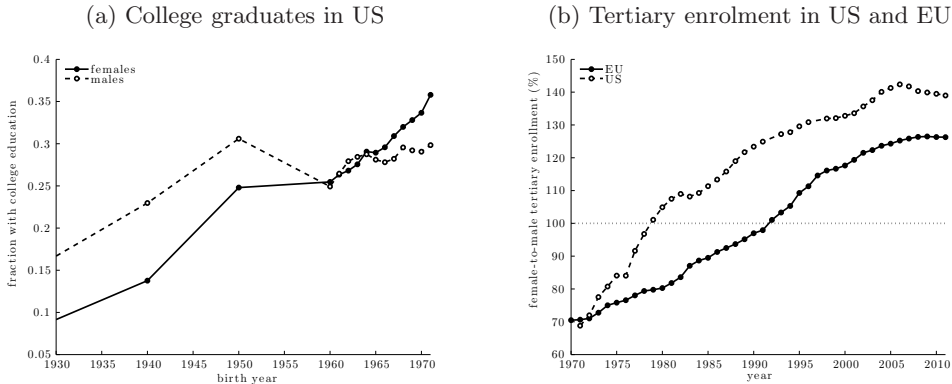 (a) College graduates in US
fraction with college education
0.4
0.35
0.3
0.25
0.2
0.15
0.1
0.05
females
males
1930 1935 1940 1945 1950 1955 1960 1965 1970
birth year
(b) Tertiary enrolment in US and EU
female-to-male tertiary enrollment (%)
150
140
130
120
110
100
90
80
70
60
EU
US
1970 1975 1980 1985 1990 1995 2000 2005 2010
year